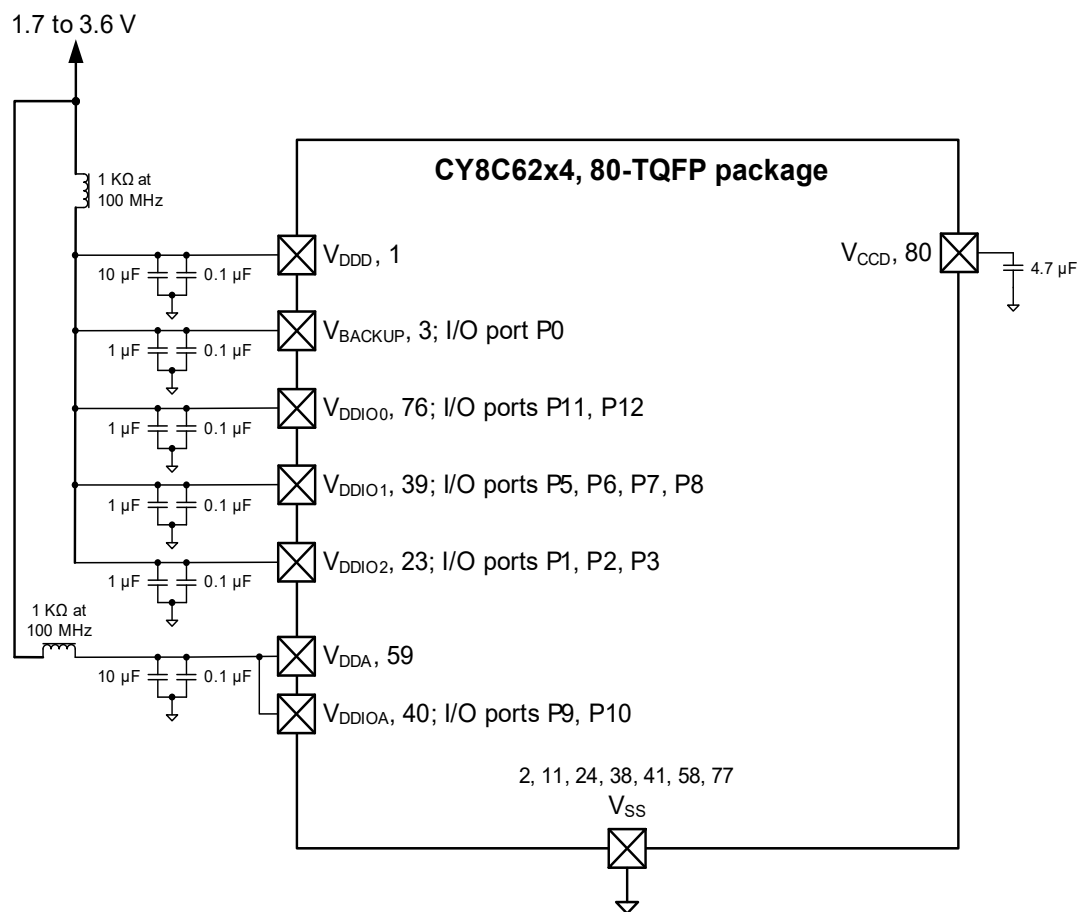 1.7 to 3.6 V
CY8C62x4, 80-TQFP package
1 KΩ at
100 MHz
10 µF
0.1 µF
VDDD, 1
VCCD, 80
4.7 µF
1 µF
0.1 µF
VBACKUP, 3; I/O port P0
1 µF
0.1 µF
VDDIO0, 76; I/O ports P11, P12
1 µF
0.1 µF
VDDIO1, 39; I/O ports P5, P6, P7, P8
1 µF
0.1 µF
VDDIO2, 23; I/O ports P1, P2, P3
1 KΩ at
100 MHz
10 µF
0.1 µF
VDDA, 59
VDDIOA, 40; I/O ports P9, P10
2, 11, 24, 38, 41, 58, 77
VSS